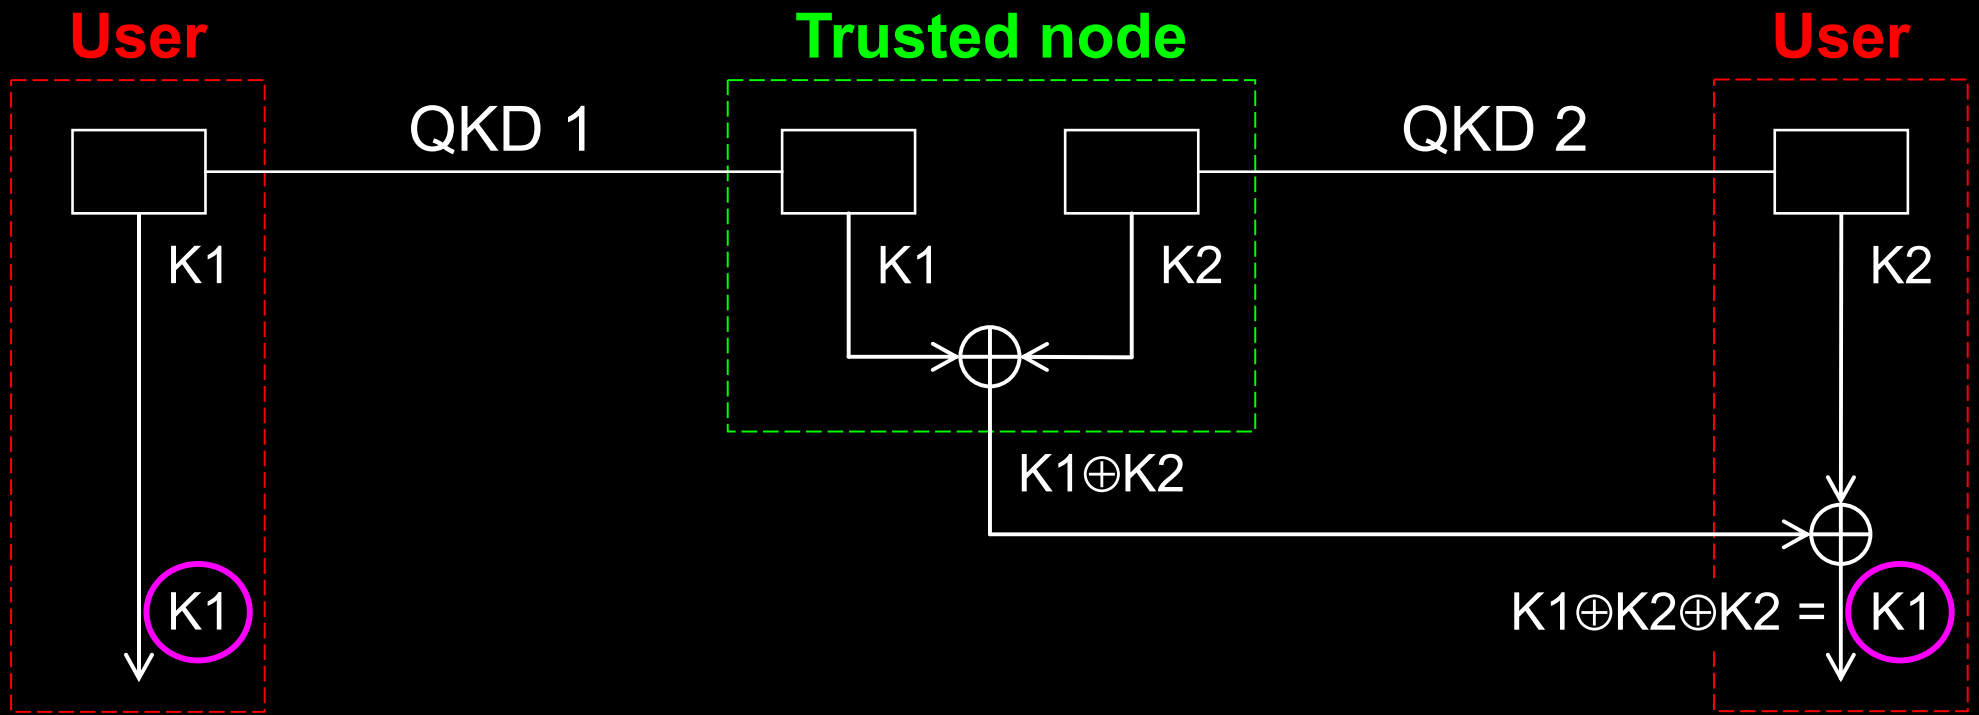 User
Trusted node
User
QKD 1
QKD 2
K1
K1
K2
K2
K1⊕K2
K1
K1⊕K2⊕K2 = K1